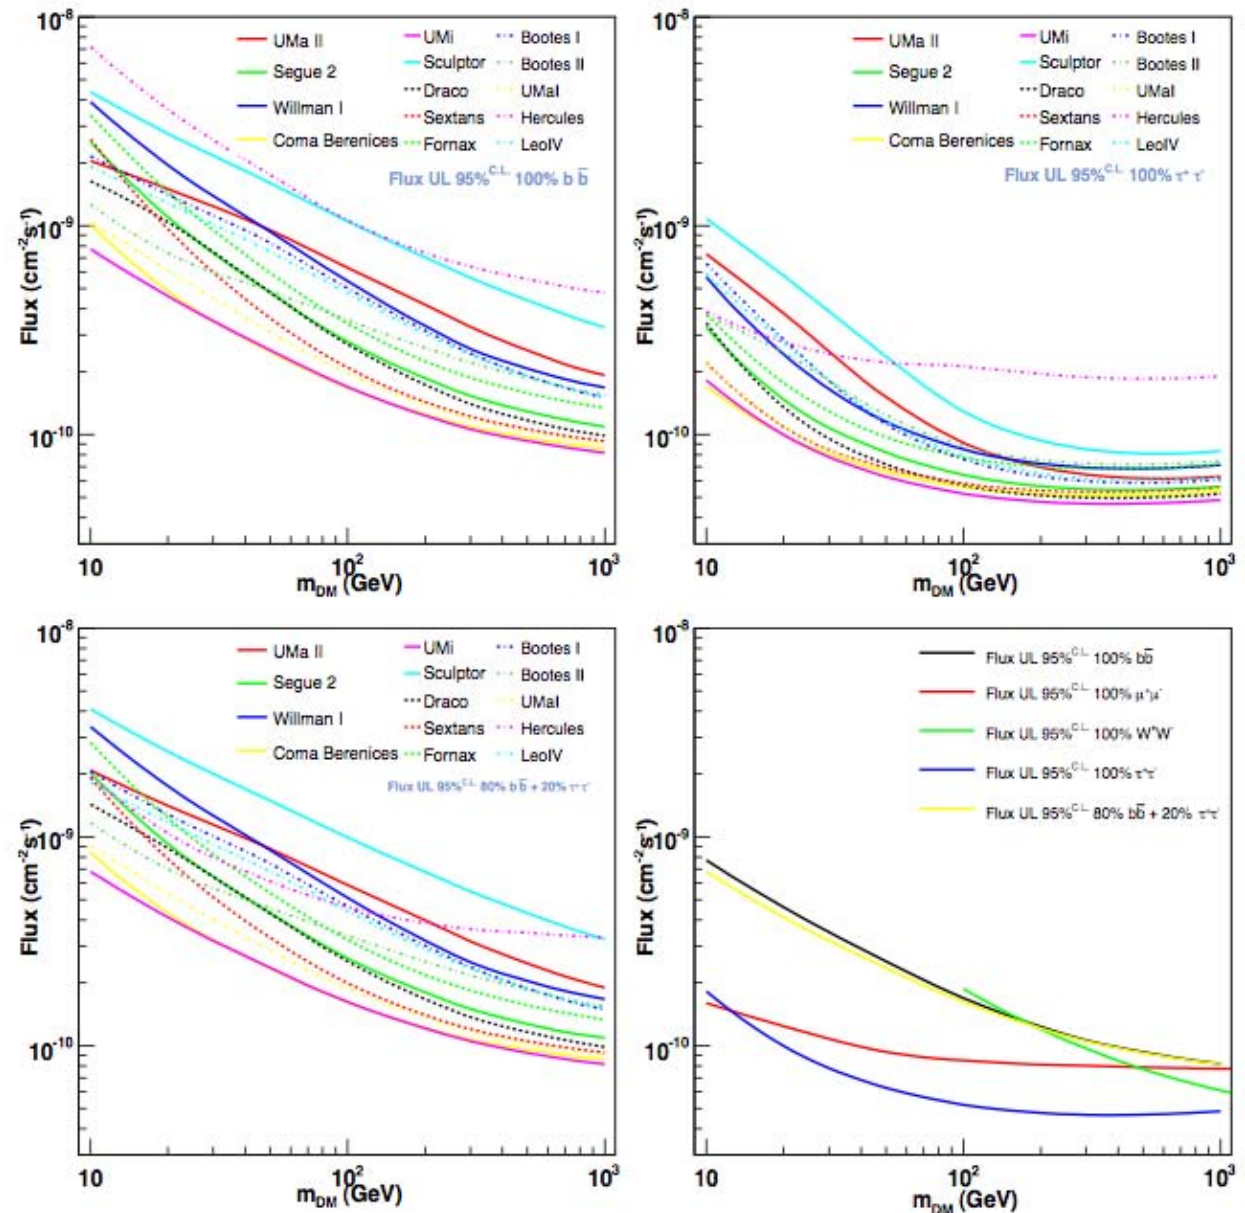 10⁻⁸
UMa II
UMi
Bootes I
Segue 2
Sculptor
Bootes II
Willman I
Draco
UMaI
Sextans
Hercules
Coma Berenices
Fornax
LeoIV
Flux UL 95%C.L. 100% b b̅
10⁻⁹
Flux (cm⁻²s⁻¹)
10⁻¹⁰
10
10²
10³
m_DM (GeV)
10⁻⁸
UMa II
UMi
Bootes I
Segue 2
Sculptor
Bootes II
Willman I
Draco
UMaI
Sextans
Hercules
Coma Berenices
Fornax
LeoIV
Flux UL 95%C.L. 100% τ⁺ τ⁻
10⁻⁹
Flux (cm⁻²s⁻¹)
10⁻¹⁰
10
10²
10³
m_DM (GeV)
10⁻⁸
UMa II
UMi
Bootes I
Segue 2
Sculptor
Bootes II
Willman I
Draco
UMaI
Sextans
Hercules
Coma Berenices
Fornax
LeoIV
Flux UL 95%C.L. 80% b b̅ + 20% τ⁺ τ⁻
10⁻⁹
Flux (cm⁻²s⁻¹)
10⁻¹⁰
10
10²
10³
m_DM (GeV)
10⁻⁸
Flux UL 95%C.L. 100% bb̅
Flux UL 95%C.L. 100% μ⁺μ⁻
Flux UL 95%C.L. 100% W⁺W⁻
Flux UL 95%C.L. 100% τ⁺τ⁻
Flux UL 95%C.L. 80% bb̅ + 20% τ⁺τ⁻
10⁻⁹
Flux (cm⁻²s⁻¹)
10⁻¹⁰
10
10²
10³
m_DM (GeV)